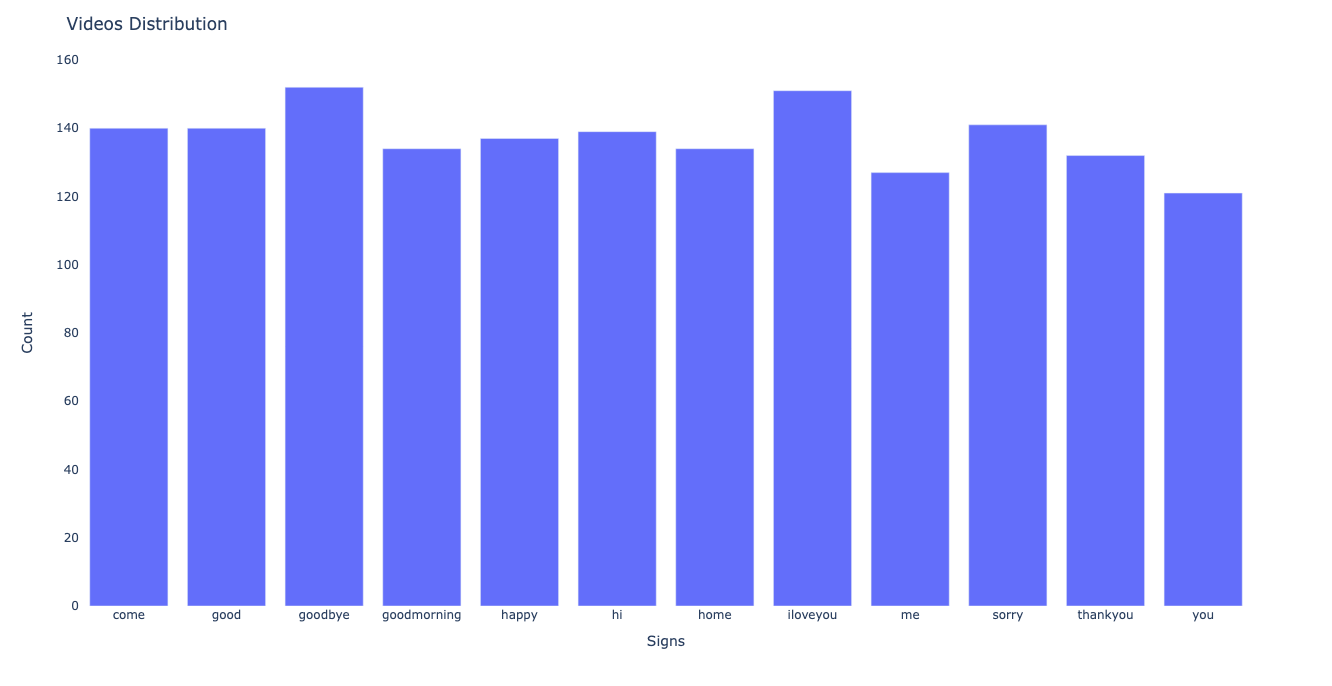 Videos Distribution
160
140
120
100
80
60
40
20
0
Count
come good goodbye goodmorning happy hi home iloveyou me sorry thankyou you
Signs